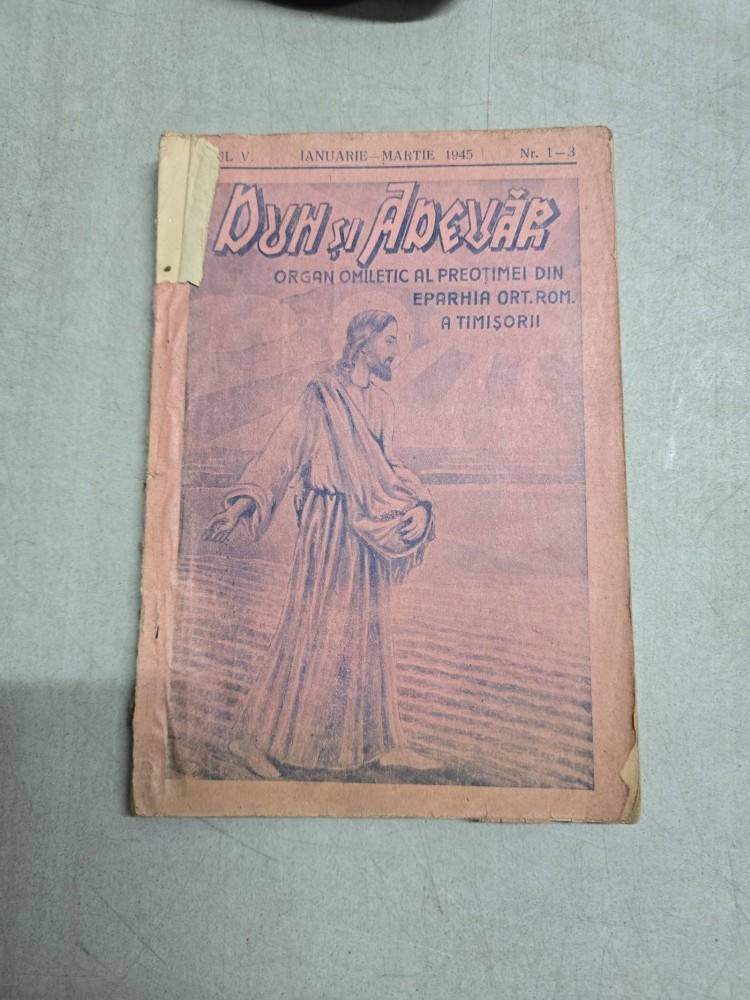 V. IANUARIE—MARTIE 1945 Nr. 1—3
DUH ȘI ADEVĂR
ORGAN OMILETIC AL PREOȚIMEI DIN
EPARHIA ORT. ROM.
A TIMIȘORII